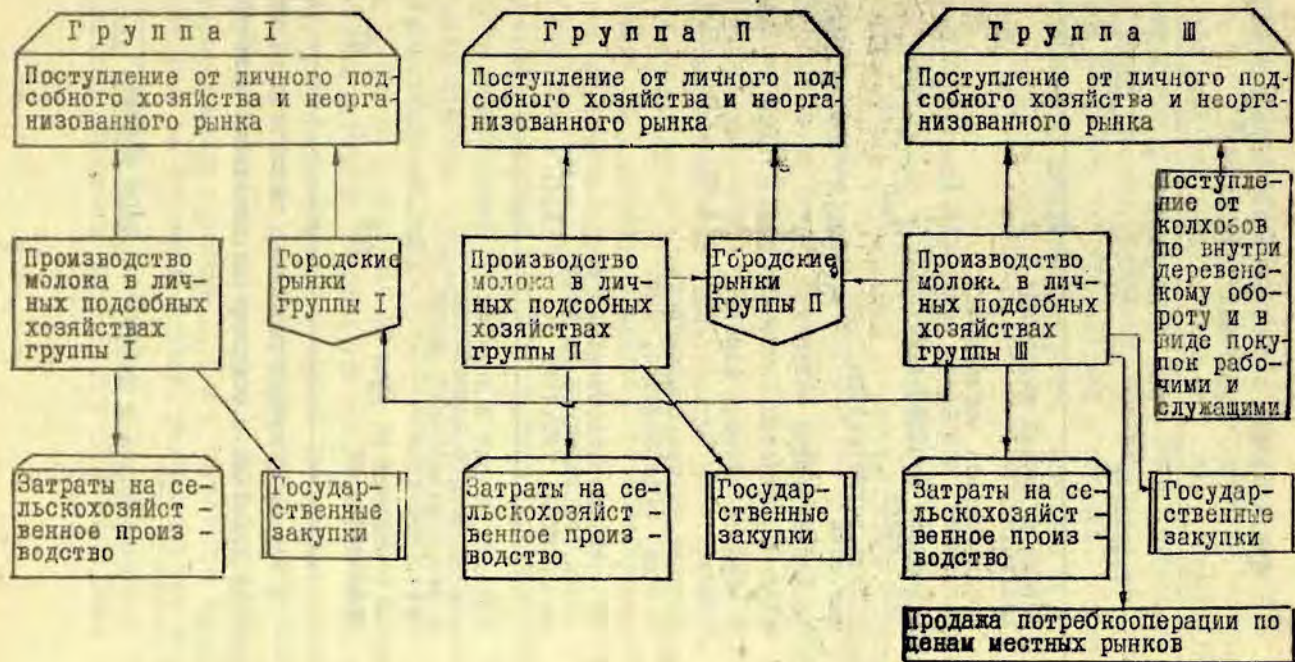 Группа I
Поступление от личного под-
собного хозяйства и неорга-
низованного рынка
Группа П
Поступление от личного под-
собного хозяйства и неорга-
низованного рынка
Группа Ш
Поступление от личного под-
собного хозяйства и неорга-
низованного рынка
Производство
молока в лич-
ных подсобных
хозяйствах
группы I
Городские
рынки
группы I
Производство
молока в лич-
ных подсобных
хозяйствах
группы П
Городские
рынки
группы П
Производство
молока в лич-
ных подсобных
хозяйствах
группы Ш
Поступле-
ние от
колхозов
по внутри
деревенс-
кому обо-
роту и в
виде поку
пок рабо-
чими и
служащими
Затраты на се-
льскохозяйст -
венное произ -
водство
Государ-
ственные
закупки
Затраты на се-
льскохозяйст -
венное произ -
водство
Государ-
ственные
закупки
Затраты на се-
льскохозяйст -
венное произ -
водство
Государ-
ственные
закупки
Продажа потребкооперации по
ценам местных рынков